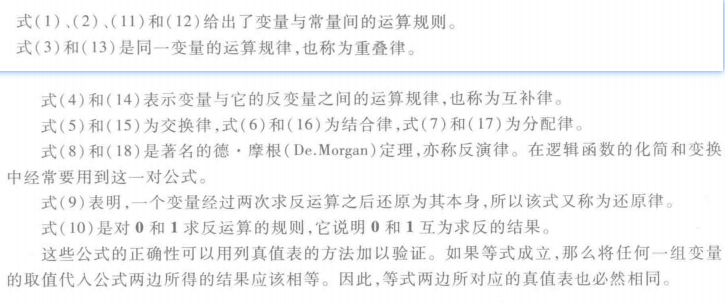 式(1)、(2)、(11)和(12)给出了变量与常量间的运算规则。
式(3)和(13)是同一变量的运算规律,也称为重叠律。
式(4)和(14)表示变量与它的反变量之间的运算规律,也称为互补律。
式(5)和(15)为交换律,式(6)和(16)为结合律,式(7)和(17)为分配律。
式(8)和(18)是著名的德·摩根(De.Morgan)定理,亦称反演律。在逻辑函数的化简和变换
中经常要用到这一对公式。
式(9)表明,一个变量经过两次求反运算之后还原为其本身,所以该式又称为还原律。
式(10)是对 0 和 1 求反运算的规则,它说明 0 和 1 互为求反的结果。
这些公式的正确性可以用列真值表的方法加以验证。如果等式成立,那么将任何一组变量
的取值代入公式两边所得的结果应该相等。因此,等式两边所对应的真值表也必然相同。